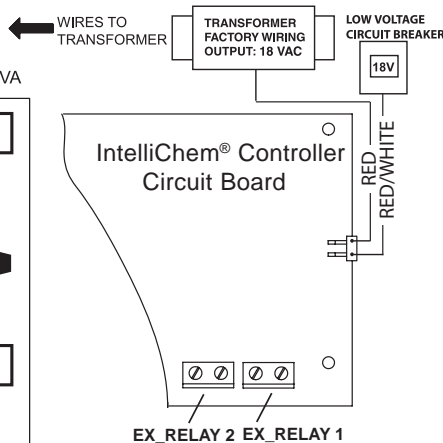 WIRES TO
TRANSFORMER
TRANSFORMER
FACTORY WIRING
OUTPUT: 18 VAC
LOW VOLTAGE
CIRCUIT BREAKER
18V
VA
IntelliChem® Controller
Circuit Board
RED
RED/WHITE
EX_RELAY 2 EX_RELAY 1